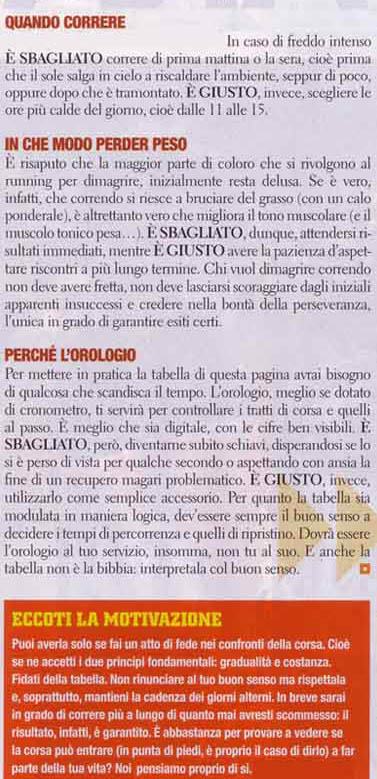 QUANDO CORRERE
In caso di freddo intenso
È SBAGLIATO correre di prima mattina o la sera, cioè prima
che il sole salga in cielo a riscaldare l'ambiente, seppur di poco,
oppure dopo che è tramontato. È GIUSTO, invece, scegliere le
ore più calde del giorno, cioè dalle 11 alle 15.
IN CHE MODO PERDER PESO
È risaputo che la maggior parte di coloro che si rivolgono al
running per dimagrire, inizialmente resta delusa. Se è vero,
infatti, che correndo si riesce a bruciare del grasso (con un calo
ponderale), è altrettanto vero che migliora il tono muscolare (e il
muscolo tonico pesa…). È SBAGLIATO, dunque, attendersi ri-
sultati immediati, mentre È GIUSTO avere la pazienza d'aspet-
tare riscontri a più lungo termine. Chi vuol dimagrire correndo
non deve avere fretta, non deve lasciarsi scoraggiare dagli iniziali
apparenti insuccessi e credere nella bontà della perseveranza,
l'unica in grado di garantire esiti certi.
PERCHÉ L'OROLOGIO
Per mettere in pratica la tabella di questa pagina avrai bisogno
di qualcosa che scandisca il tempo. L'orologio, meglio se dotato
di cronometro, ti servirà per controllare i tratti di corsa e quelli
al passo. È meglio che sia digitale, con le cifre ben visibili. È
SBAGLIATO, però, diventarne subito schiavi, disperandosi se lo
si è perso di vista per qualche secondo o aspettando con ansia la
fine di un recupero magari problematico. È GIUSTO, invece,
utilizzarlo come semplice accessorio. Per quanto la tabella sia
modulata in maniera logica, dev'essere sempre il buon senso a
decidere i tempi di percorrenza e quelli di ripristino. Dovrà essere
l'orologio al tuo servizio, insomma, non tu al suo. E anche la
tabella non è la bibbia: interpretala col buon senso.
ECCOTI LA MOTIVAZIONE
Puoi averla solo se fai un atto di fede nei confronti della corsa. Cioè
se ne accetti i due principi fondamentali: gradualità e costanza.
Fidati della tabella. Non rinunciare al tuo buon senso ma rispettala
e, soprattutto, mantieni la cadenza dei giorni alterni. In breve sarai
in grado di correre più a lungo di quanto mai avresti scommesso: il
risultato, infatti, è garantito. È abbastanza per provare a vedere se
la corsa può entrare (in punta di piedi, è proprio il caso di dirlo) a far
parte della tua vita? Noi pensiamo proprio di sì.